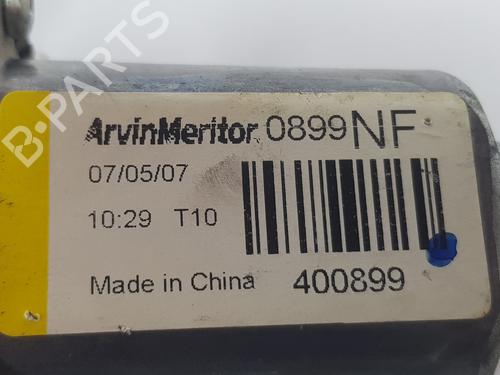 B-PARTS
ArvinMeritor 0899 NF
07/05/07
10:29 T10
Made in China 400899